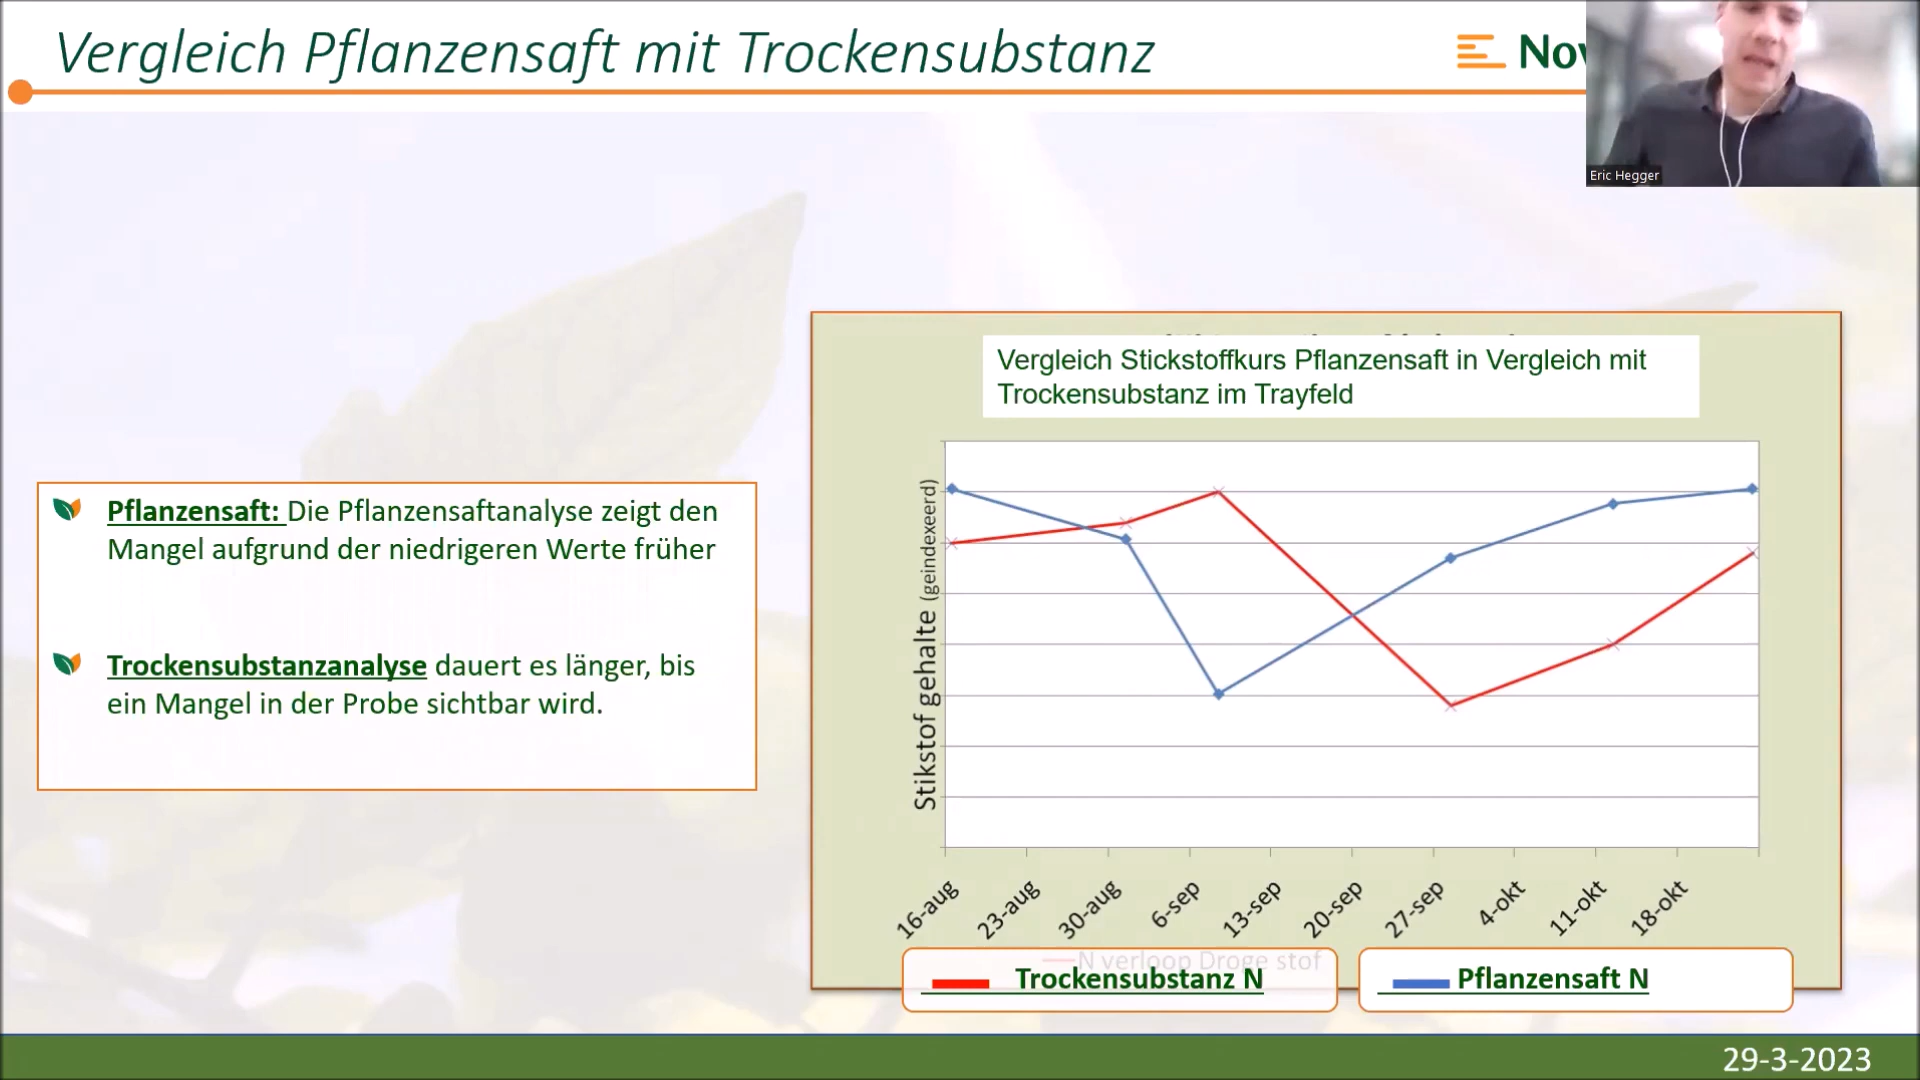 Vergleich Pflanzensaft mit Trockensubstanz
Eric Hegger
Pflanzensaft: Die Pflanzensaftanalyse zeigt den
Mangel aufgrund der niedrigeren Werte früher
Trockensubstanzanalyse dauert es länger, bis
ein Mangel in der Probe sichtbar wird.
Vergleich Stickstoffkurs Pflanzensaft in Vergleich mit
Trockensubstanz im Trayfeld
Stikstof gehalte (geindexeerd)
16-aug
23-aug
30-aug
6-sep
13-sep
20-sep
27-sep
4-okt
11-okt
18-okt
N verloop Droge stof
Trockensubstanz N
Pflanzensaft N
29-3-2023